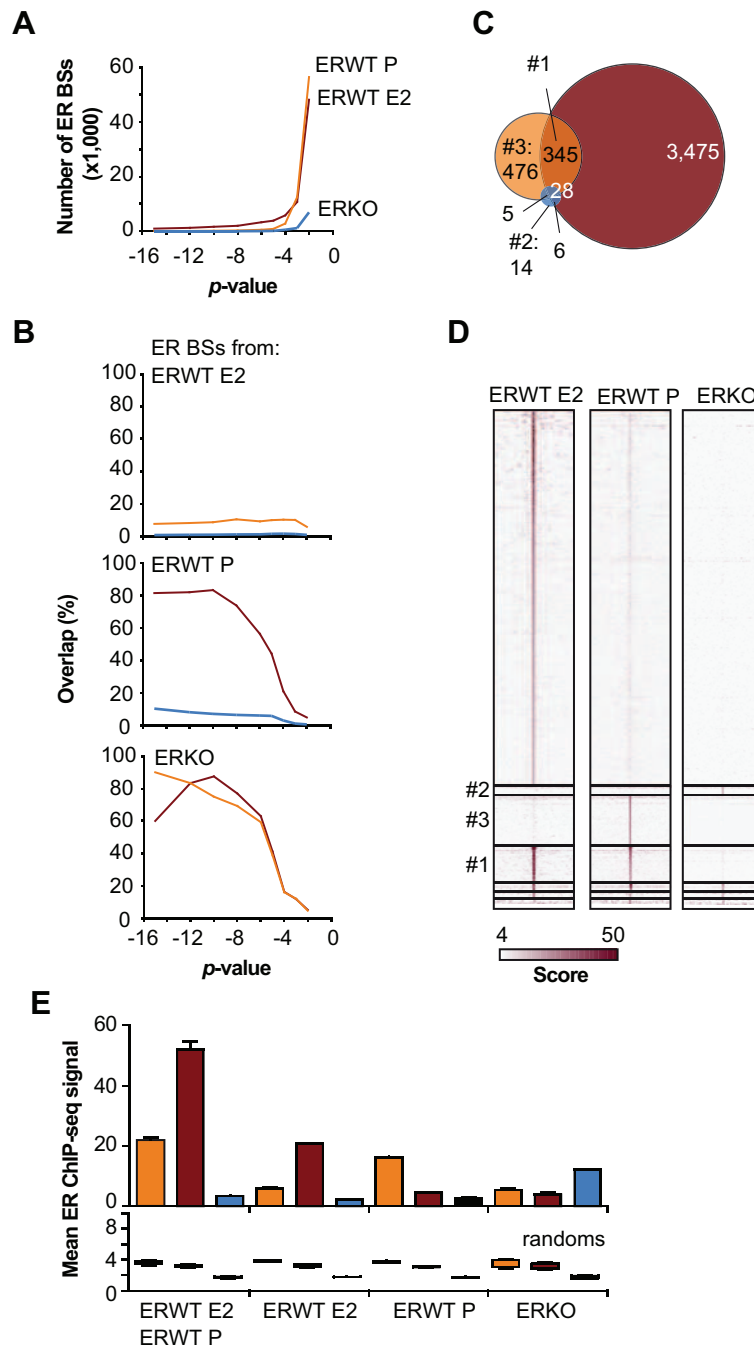 A
Number of ER BSs
(x1,000)
60
40
20
0
-16 -12 -8 -4 0
p-value
ERWT P
ERWT E2
ERKO
C
#1
#3:
476
345
3,475
28
5
#2:
14
6
B
ER BSs from:
ERWT E2
100
80
60
40
20
0
ERWT P
100
80
60
40
20
0
ERKO
100
80
60
40
20
0
Overlap (%)
-16 -12 -8 -4 0
p-value
D
ERWT E2 ERWT P ERKO
#2
#3
#1
4 50
Score
E
Mean ER ChIP-seq signal
60
40
20
0
8
4
0
randoms
ERWT E2
ERWT P
ERWT E2
ERWT P
ERKO